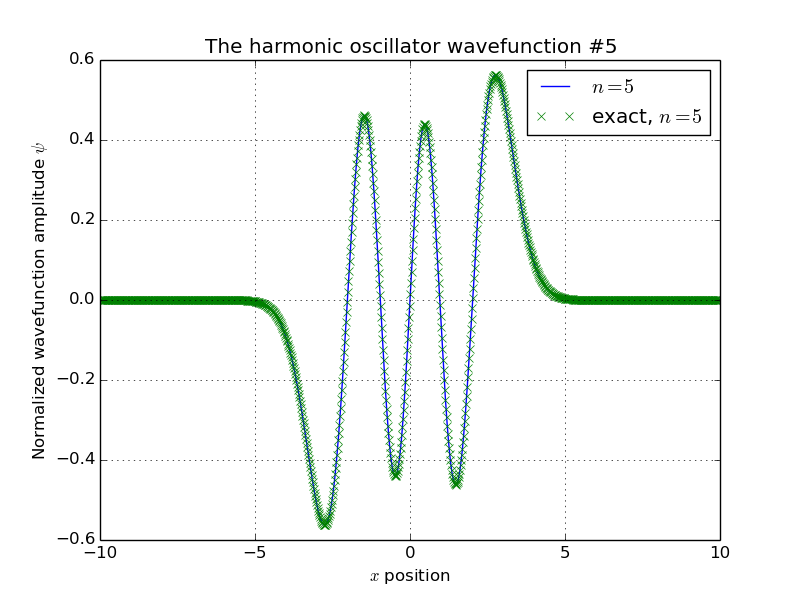 The harmonic oscillator wavefunction #5
n=5
exact, n=5
Normalized wavefunction amplitude ψ
0.6
0.4
0.2
0.0
−0.2
−0.4
−0.6
−10
−5
0
5
10
x position